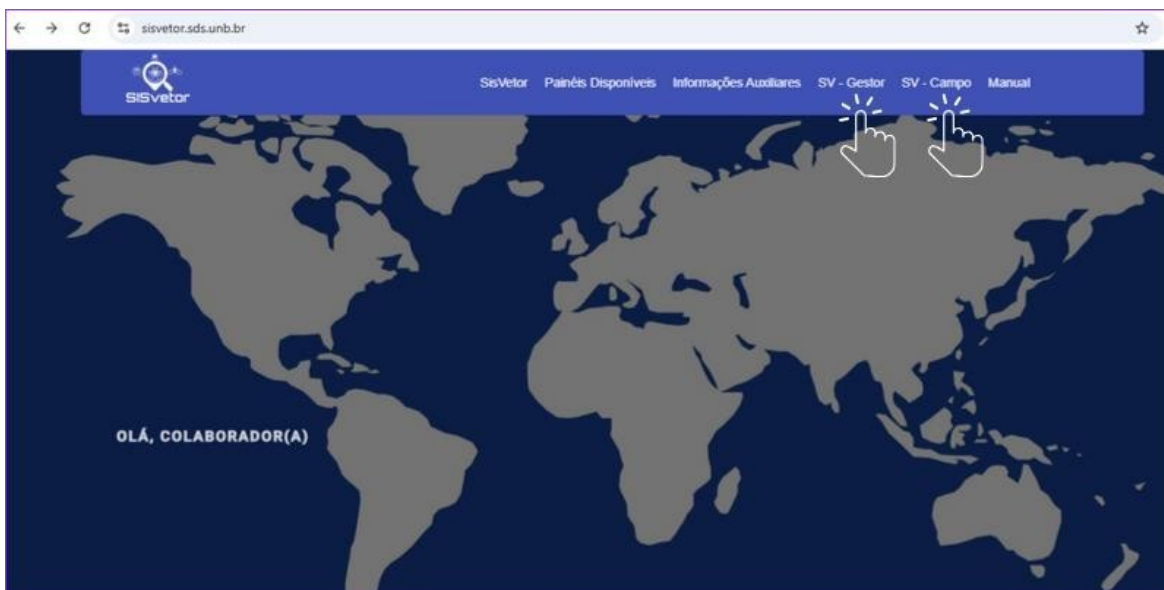 sisvetor.sds.unb.br
SiSvetor
SisVetor Painéis Disponíveis Informações Auxiliares SV - Gestor SV - Campo Manual
OLÁ, COLABORADOR(A)